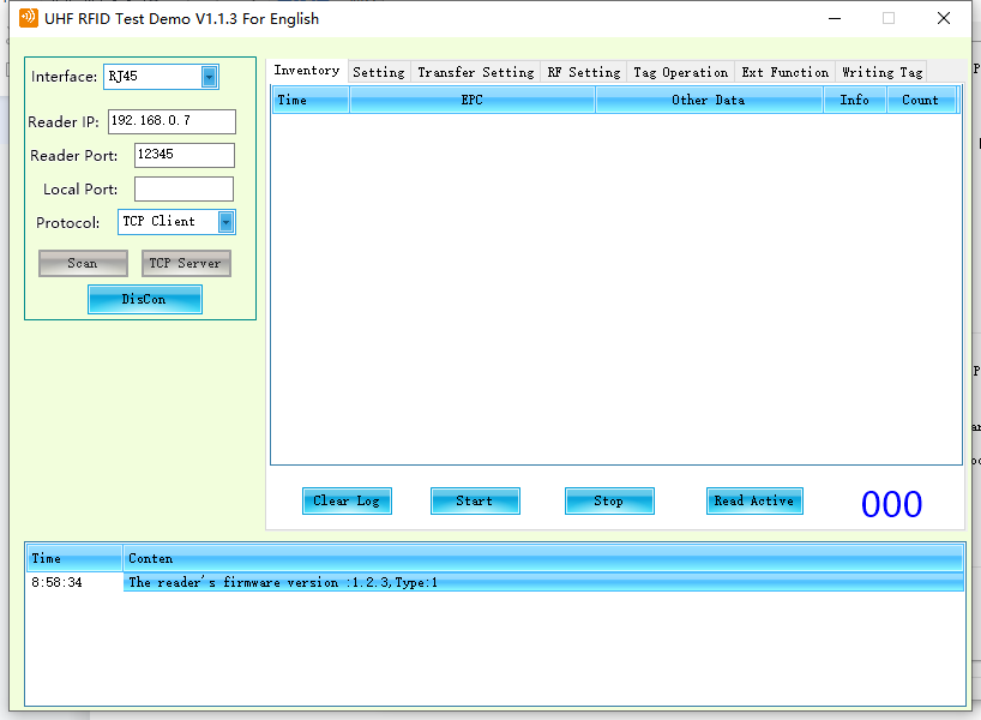 UHF RFID Test Demo V1.1.3 For English
Interface: RJ45
Reader IP: 192.168.0.7
Reader Port: 12345
Local Port:
Protocol: TCP Client
Scan TCP Server
DisCon
Inventory Setting Transfer Setting RF Setting Tag Operation Ext Function Writing Tag
Time EPC Other Data Info Count
Clear Log Start Stop Read Active 000
Time Conten
8:58:34 The reader's firmware version :1.2.3,Type:1